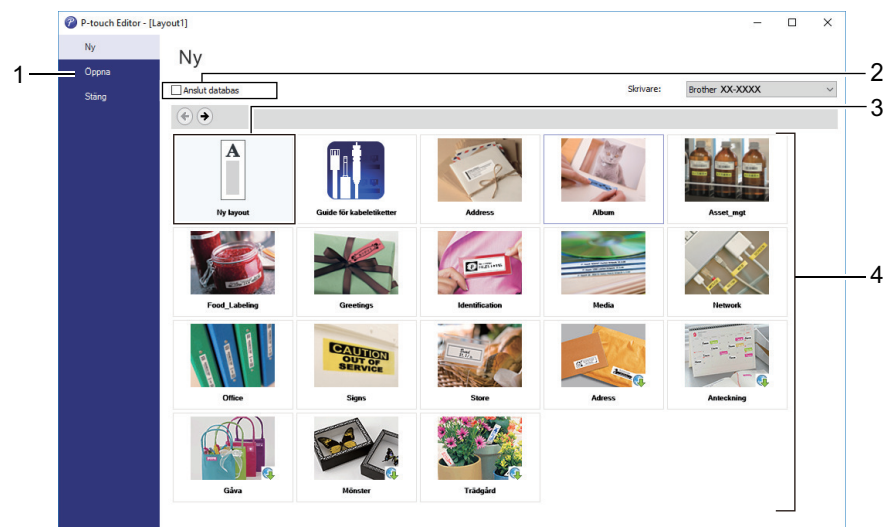 P-touch Editor - [Layout1]
Ny
Öppna
Stäng
Ny
Anslut databas
Skrivare:
Brother XX-XXXX
1
2
3
4
A
Ny layout
Guide för kabeletiketter
Address
Album
Asset_mgt
Food_Labeling
Greetings
Identification
Media
Network
CAUTION
OUT OF
SERVICE
Office
Signs
Store
Adress
Anteckning
Gåva
Mönster
Trädgård